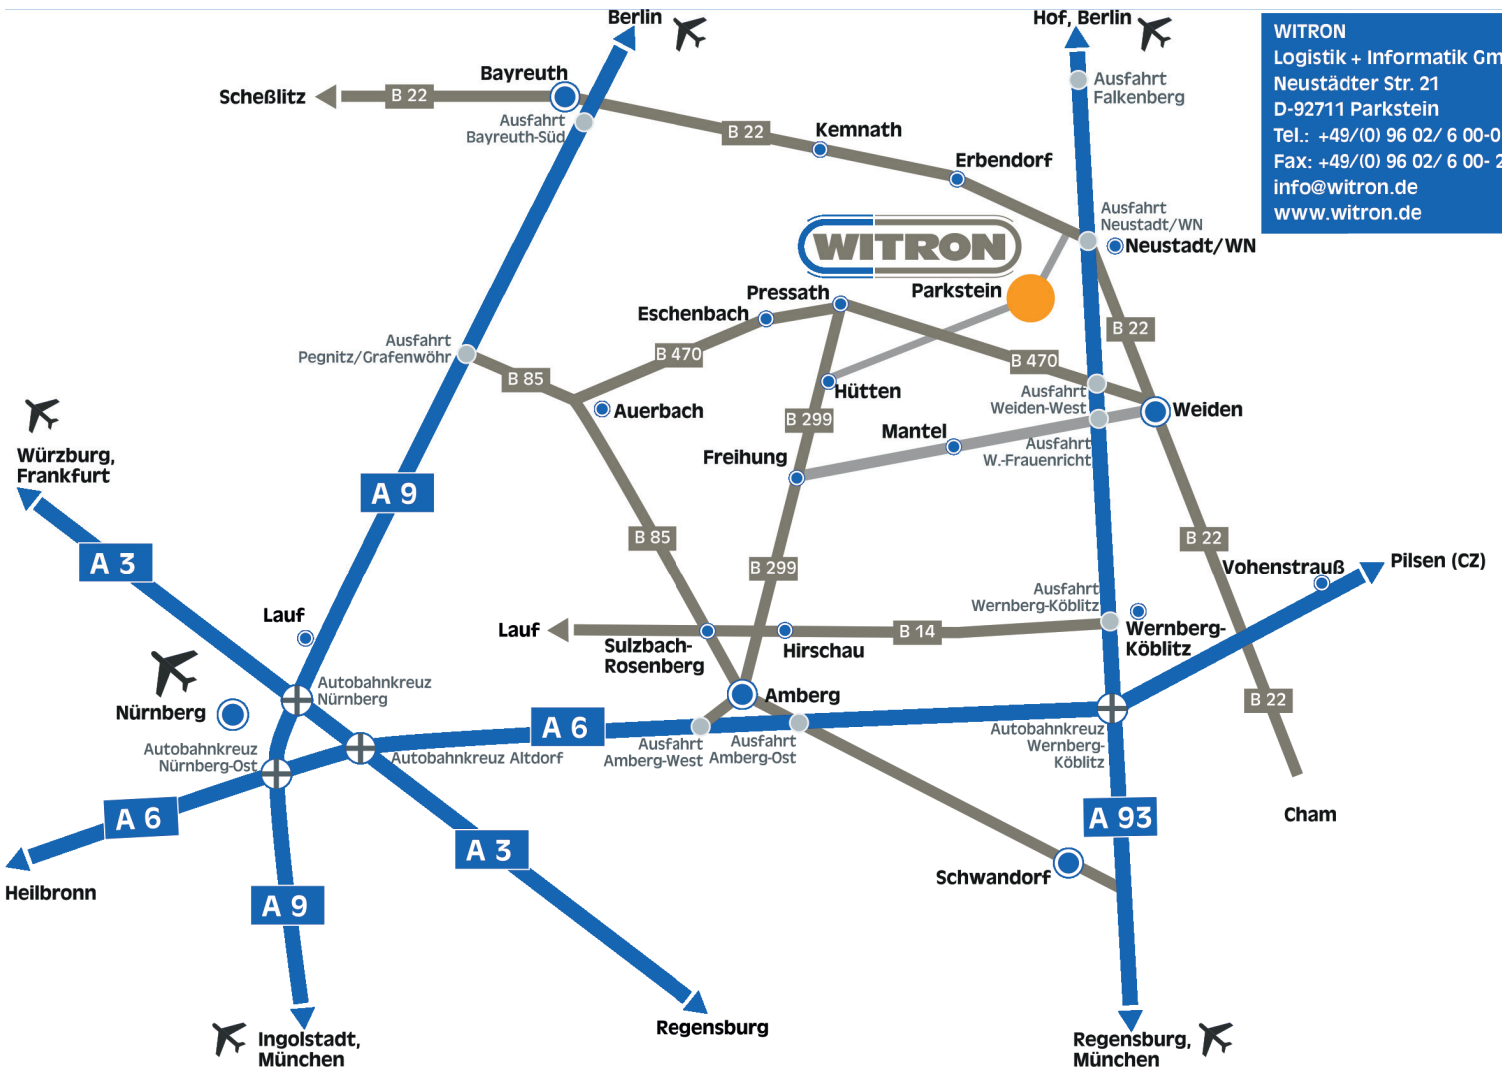 Berlin
Hof, Berlin
WITRON
Logistik + Informatik Gm
Neustädter Str. 21
D-92711 Parkstein
Tel.: +49/(0) 96 02/ 6 00-0
Fax: +49/(0) 96 02/ 6 00- 2
info@witron.de
www.witron.de
Bayreuth
Scheßlitz
B 22
Ausfahrt
Bayreuth-Süd
B 22
Kemnath
Erbendorf
Ausfahrt
Falkenberg
Ausfahrt
Neustadt/WN
Neustadt/WN
WITRON
Parkstein
Pressath
Eschenbach
B 22
Ausfahrt
Pegnitz/Grafenwöhr
B 470
B 470
B 85
Hütten
Auerbach
B 299
Ausfahrt
Weiden-West
Weiden
Mantel
Ausfahrt
W.-Frauenricht
Freihung
Würzburg,
Frankfurt
A 9
A 3
B 85
B 299
B 22
Vohenstrauß
Pilsen (CZ)
Lauf
Lauf
Sulzbach-
Rosenberg
Hirschau
B 14
Ausfahrt
Wernberg-Köblitz
Wernberg-
Köblitz
Autobahnkreuz
Nürnberg
Nürnberg
Amberg
B 22
A 6
Autobahnkreuz
Nürnberg-Ost
Autobahnkreuz Altdorf
Ausfahrt
Amberg-West
Ausfahrt
Amberg-Ost
Autobahnkreuz
Wernberg-
Köblitz
A 6
A 3
A 93
Cham
Heilbronn
A 9
Schwandorf
Regensburg
Ingolstadt,
München
Regensburg,
München